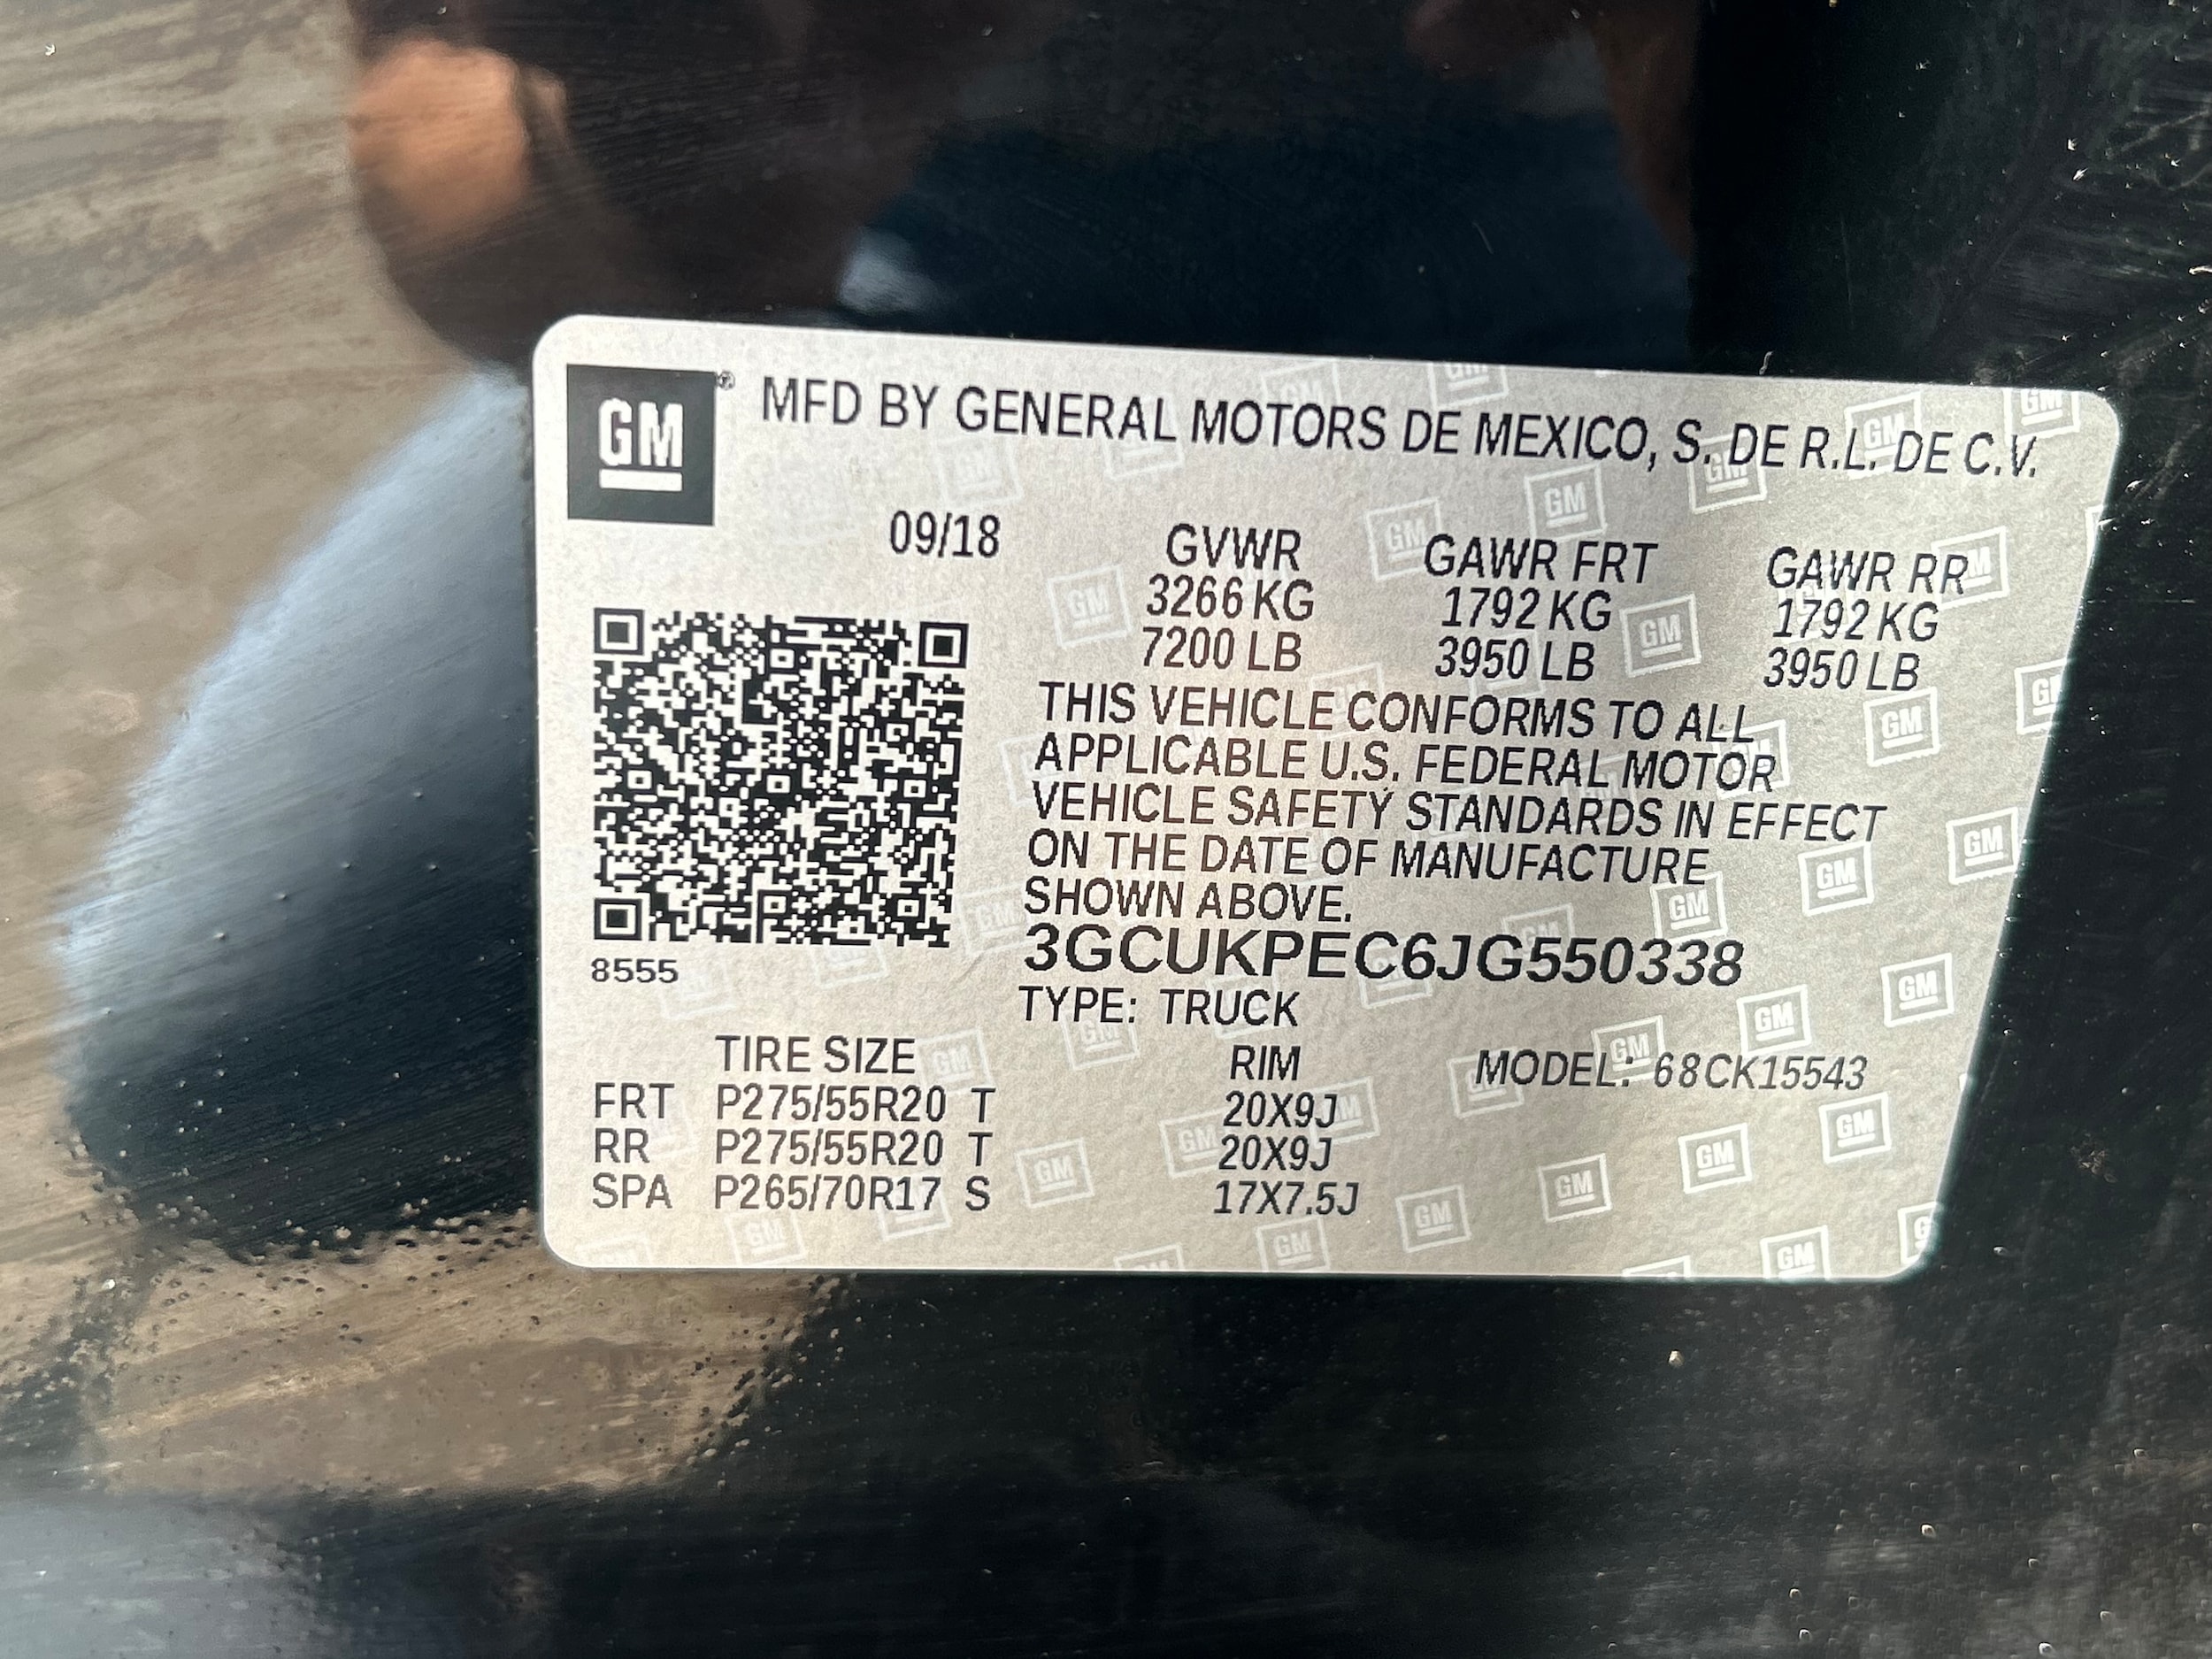 GM® MFD BY GENERAL MOTORS DE MEXICO, S. DE R.L. DE C.V.
09/18 GVWR GAWR FRT GAWR RR
3266 KG 1792 KG 1792 KG
7200 LB 3950 LB 3950 LB
THIS VEHICLE CONFORMS TO ALL
APPLICABLE U.S. FEDERAL MOTOR
VEHICLE SAFETY STANDARDS IN EFFECT
ON THE DATE OF MANUFACTURE
SHOWN ABOVE.
8555
3GCUKPEC6JG550338
TYPE: TRUCK
TIRE SIZE RIM MODEL: 68CK15543
FRT P275/55R20 T 20X9J
RR P275/55R20 T 20X9J
SPA P265/70R17 S 17X7.5J